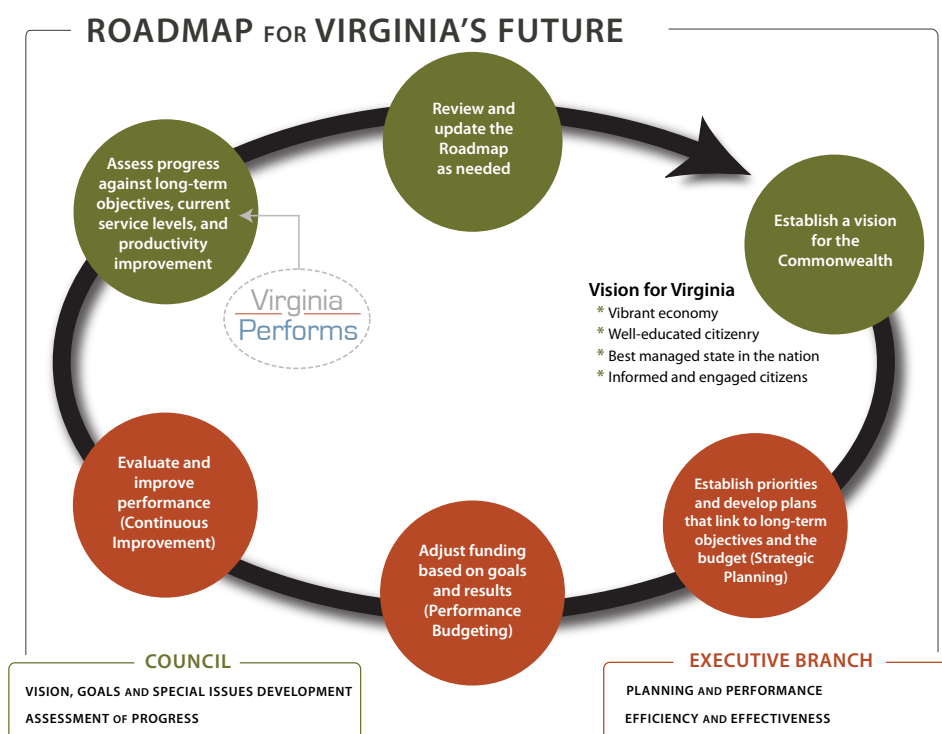 ROADMAP FOR VIRGINIA'S FUTURE
Review and
update the
Roadmap
as needed
Assess progress
against long-term
objectives, current
service levels, and
productivity
improvement
Establish a vision
for the
Commonwealth
Virginia
Performs
Vision for Virginia
* Vibrant economy
* Well-educated citizenry
* Best managed state in the nation
* Informed and engaged citizens
Evaluate and
improve
performance
(Continuous
Improvement)
Adjust funding
based on goals
and results
(Performance
Budgeting)
Establish priorities
and develop plans
that link to long-term
objectives and the
budget (Strategic
Planning)
COUNCIL
VISION, GOALS AND SPECIAL ISSUES DEVELOPMENT
ASSESSMENT OF PROGRESS
EXECUTIVE BRANCH
PLANNING AND PERFORMANCE
EFFICIENCY AND EFFECTIVENESS